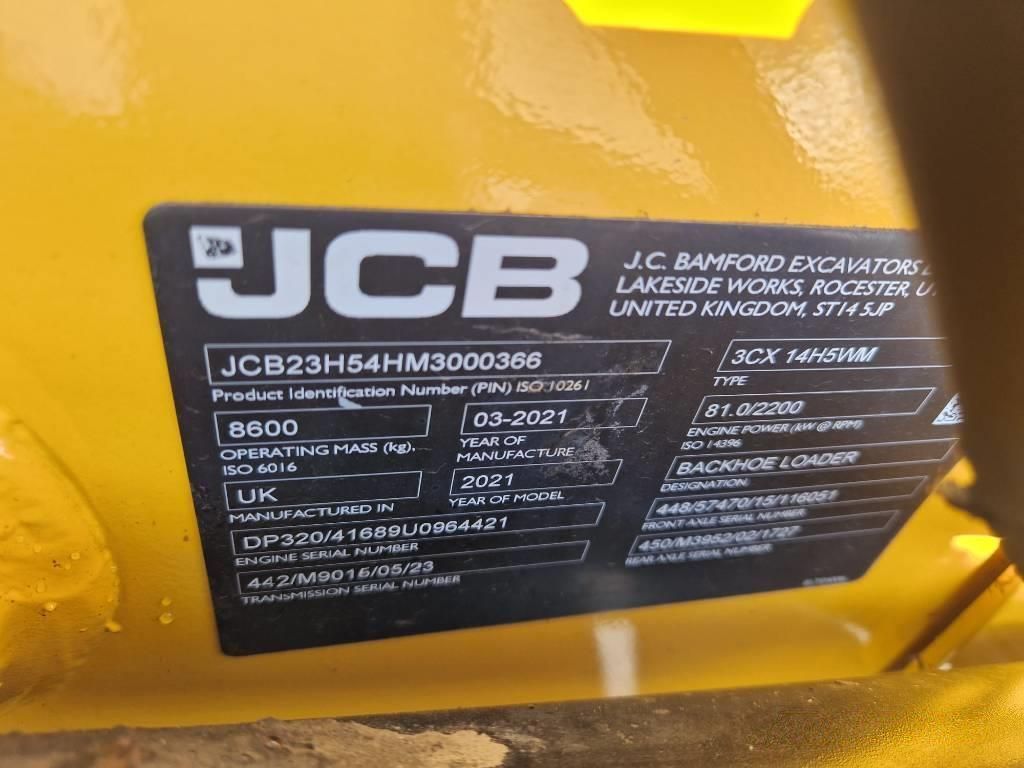 JCB
JCB
J.C. BAMFORD EXCAVATORS
LAKESIDE WORKS, ROCESTER,
UNITED KINGDOM, ST14 5JP
JCB23H54HM3000366
Product Identification Number (PIN) ISO 10261
3CX 14H5WM
TYPE
8600
OPERATING MASS (kg),
ISO 6016
03-2021
YEAR OF
MANUFACTURE
81.0/2200
ENGINE POWER (kW @ RPM)
ISO 14396
UK
MANUFACTURED IN
2021
YEAR OF MODEL
BACKHOE LOADER
DESIGNATION
DP320/41689U0964421
ENGINE SERIAL NUMBER
448/57470/15/116051
FRONT AXLE SERIAL NUMBER
442/M9015/05/23
TRANSMISSION SERIAL NUMBER
450/M3952/02/1727
REAR AXLE SERIAL NUMBER